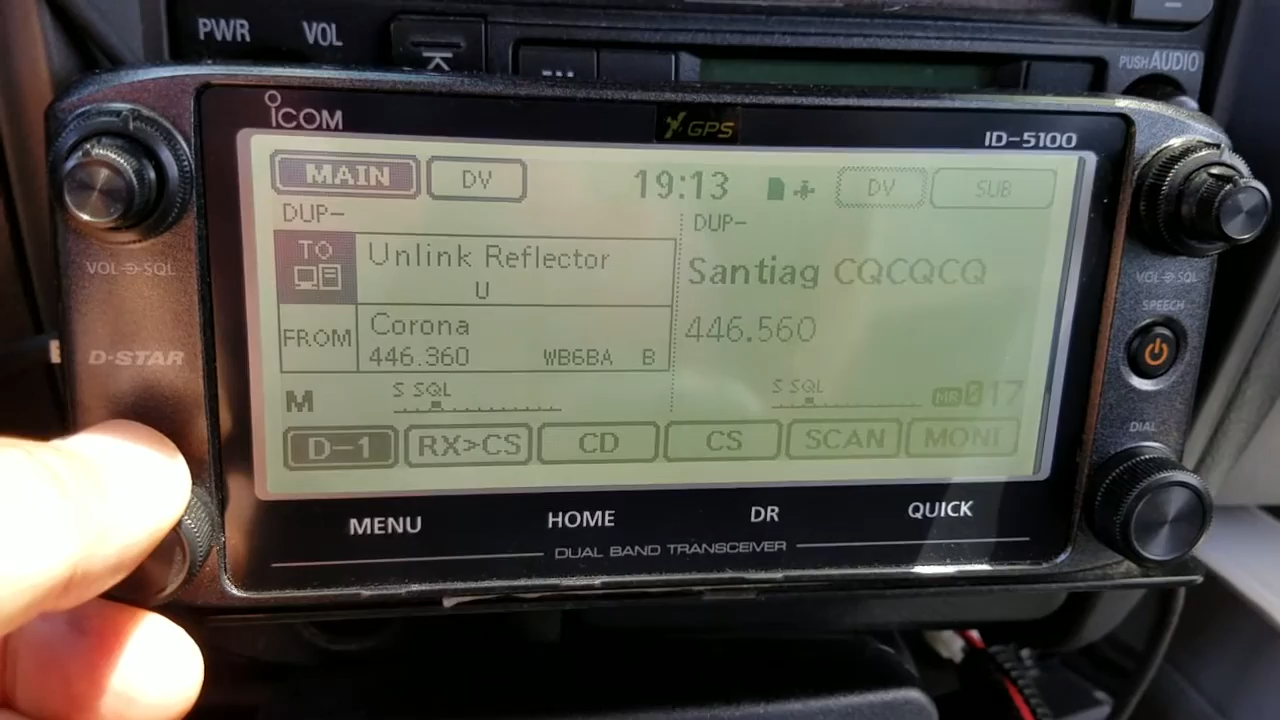 PWR VOL
PUSH AUDIO
ICOM
GPS
ID-5100
MAIN DV 19:13 DV SUB
DUP-
DUP-
TO Unlink Reflector
U
Santiag CQCQCQ
FROM Corona
446.360 WB6BA B
446.560
M S SQL
S SQL MR 017
D-1 RX>CS CD CS SCAN MONI
MENU HOME DR QUICK
DUAL BAND TRANSCEIVER
VOL SQL
D-STAR
VOL SQL
SPEECH
DIAL